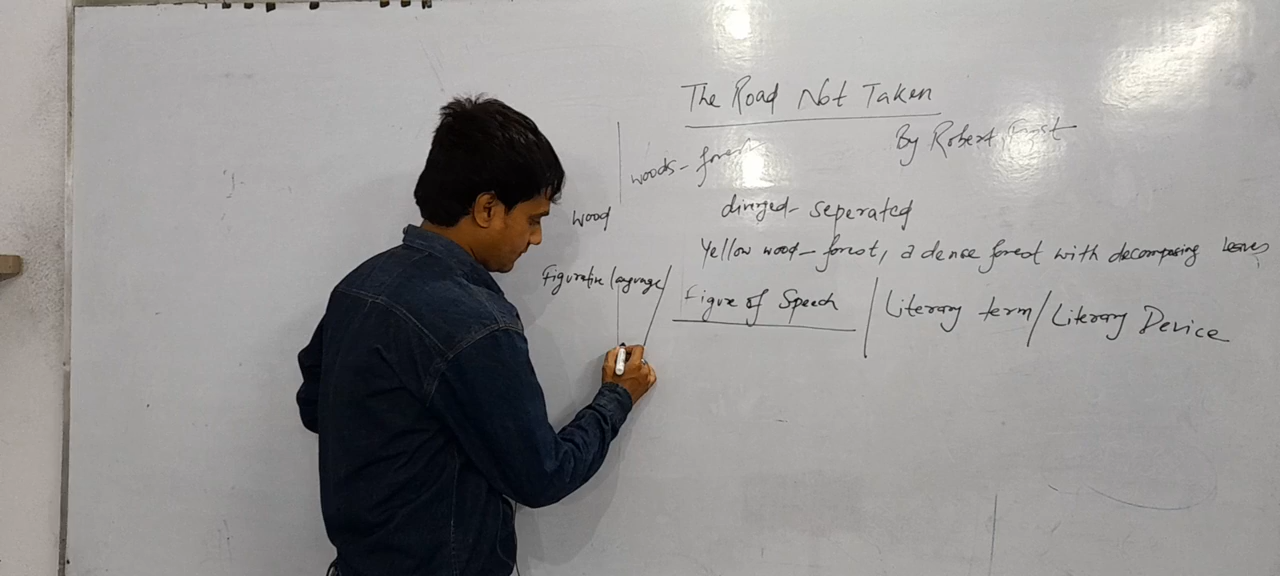 The Road Not Taken
By Robert Frost
woods - forest
wood
diverged - seperated
Yellow wood - forest, a dense forest with decomposing leaves
Figurative language/ Figure of Speech / Literary term / Literary Device